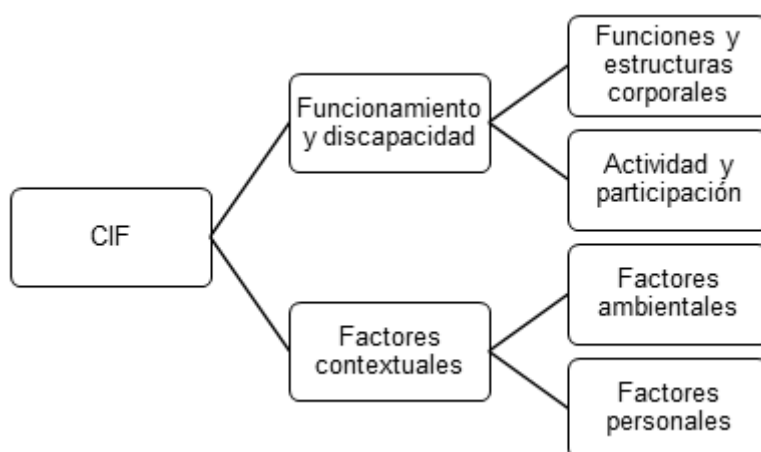 CIF
Funcionamiento
y discapacidad
Funciones y
estructuras
corporales
Actividad y
participación
Factores
contextuales
Factores
ambientales
Factores
personales